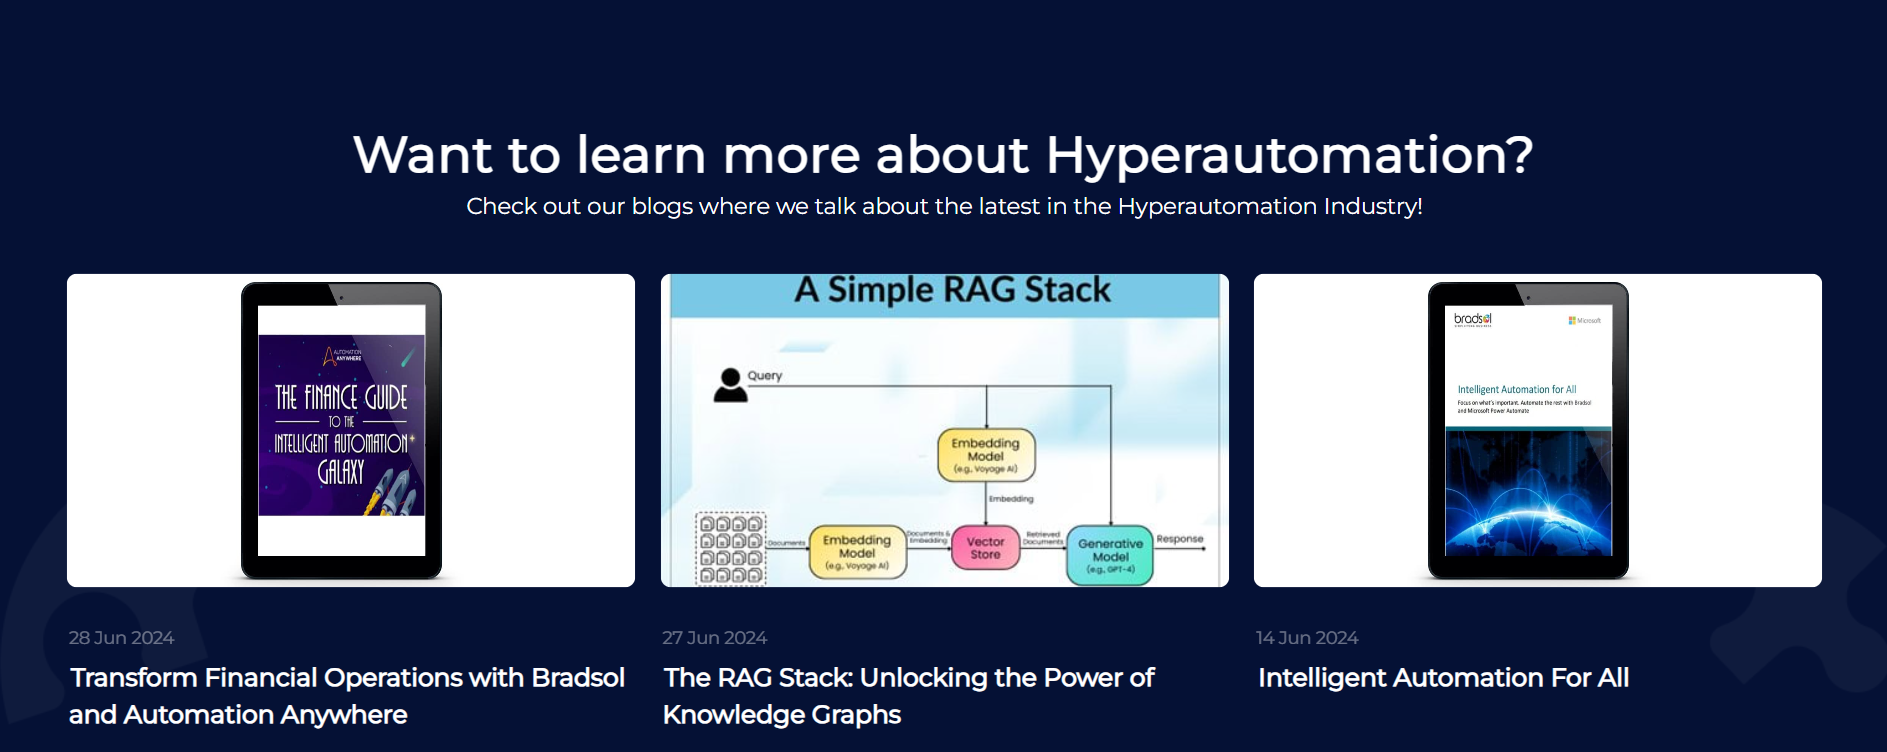 Want to learn more about Hyperautomation?
Check out our blogs where we talk about the latest in the Hyperautomation Industry!
AUTOMATION
ANYWHERE
THE FINANCE GUIDE
TO THE
INTELLIGENT AUTOMATION
GALAXY
28 Jun 2024
Transform Financial Operations with Bradsol
and Automation Anywhere
A Simple RAG Stack
Query
Embedding
Model
(e.g., Voyage AI)
Embedding
Documents
Embedding
Model
(e.g., Voyage AI)
Documents &
Embedding
Vector
Store
Retrieved
Documents
Generative
Model
(e.g., GPT-4)
Response
27 Jun 2024
The RAG Stack: Unlocking the Power of
Knowledge Graphs
bradsol
Microsoft
Intelligent Automation for All
Focus on what's important. Automate the rest with Bradsol
and Microsoft Power Automate
14 Jun 2024
Intelligent Automation For All